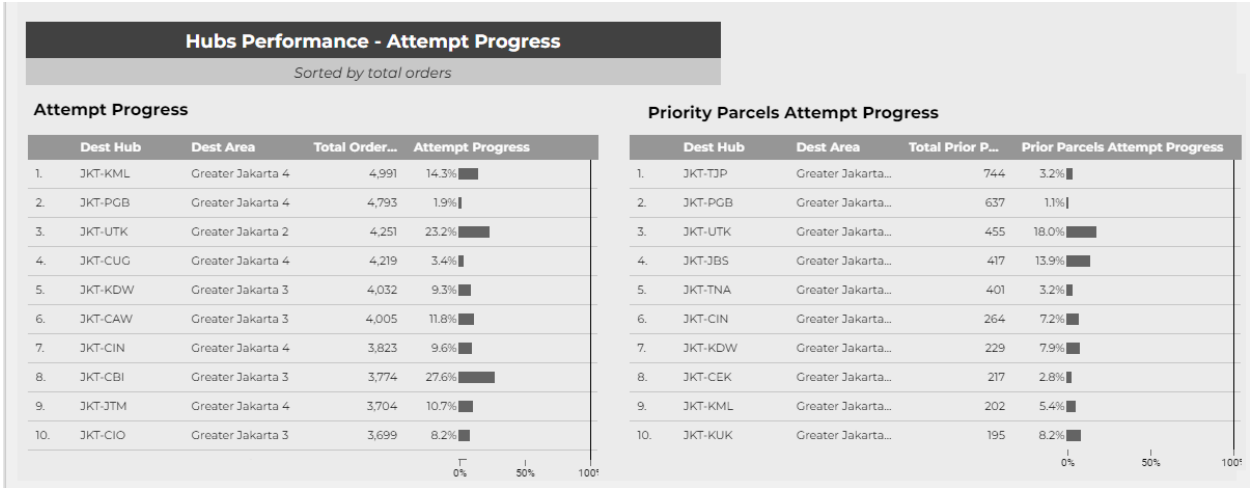 Hubs Performance - Attempt Progress
Sorted by total orders
Attempt Progress
Dest Hub Dest Area Total Order... Attempt Progress
1. JKT-KML Greater Jakarta 4 4,991 14.3%
2. JKT-PGB Greater Jakarta 4 4,793 1.9%
3. JKT-UTK Greater Jakarta 2 4,251 23.2%
4. JKT-CUG Greater Jakarta 4 4,219 3.4%
5. JKT-KDW Greater Jakarta 3 4,032 9.3%
6. JKT-CAW Greater Jakarta 3 4,005 11.8%
7. JKT-CIN Greater Jakarta 4 3,823 9.6%
8. JKT-CBI Greater Jakarta 3 3,774 27.6%
9. JKT-JTM Greater Jakarta 4 3,704 10.7%
10. JKT-CIO Greater Jakarta 3 3,699 8.2%
0% 50% 100%
Priority Parcels Attempt Progress
Dest Hub Dest Area Total Prior P... Prior Parcels Attempt Progress
1. JKT-TJP Greater Jakarta... 744 3.2%
2. JKT-PGB Greater Jakarta... 637 1.1%
3. JKT-UTK Greater Jakarta... 455 18.0%
4. JKT-JBS Greater Jakarta... 417 13.9%
5. JKT-TNA Greater Jakarta... 401 3.2%
6. JKT-CIN Greater Jakarta... 264 7.2%
7. JKT-KDW Greater Jakarta... 229 7.9%
8. JKT-CEK Greater Jakarta... 217 2.8%
9. JKT-KML Greater Jakarta... 202 5.4%
10. JKT-KUK Greater Jakarta... 195 8.2%
0% 50% 100%